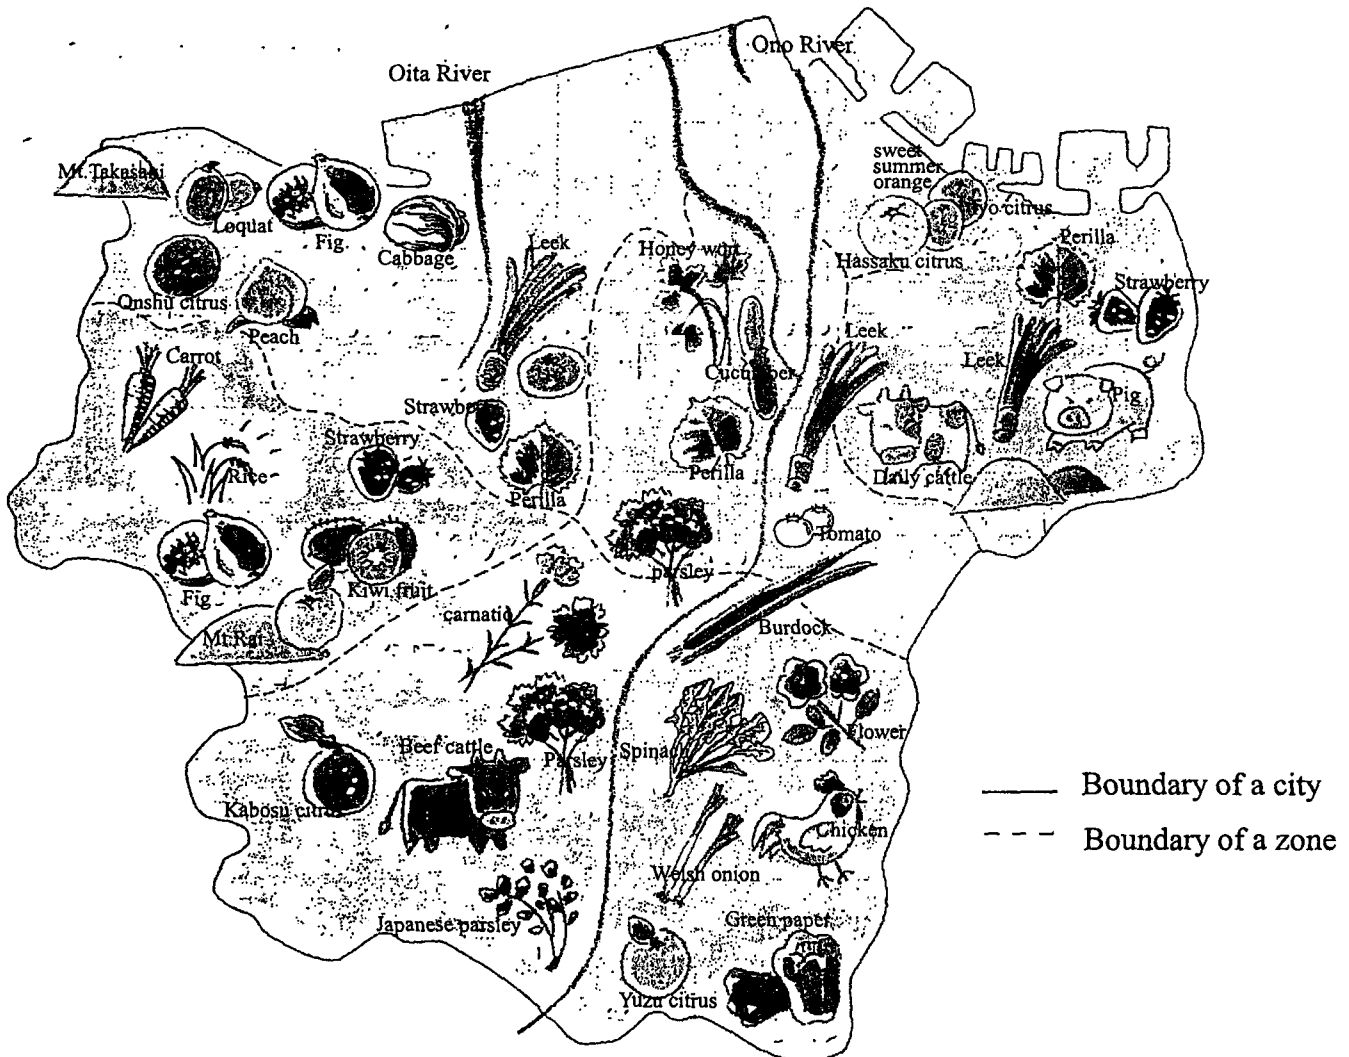 Ono River
Oita River
Mt.Takasaki
Loquat
Fig
Cabbage
sweet
summer
orange
Hassaku citrus
Perilla
Strawberry
Onshu citrus
Peach
Leek
Honey wort
Carrot
Cucumber
Leek
Leek
Pig
Strawberry
Rice
Perilla
Perilla
Daily cattle
Tomato
Fig
Kiwi fruit
parsley
carnatio
Burdock
Beef cattle
Parsley
Spinach
Flower
Kabosu citrus
Chicken
Welsh onion
Japanese parsley
Green paper
Yuzu citrus
Boundary of a city
Boundary of a zone